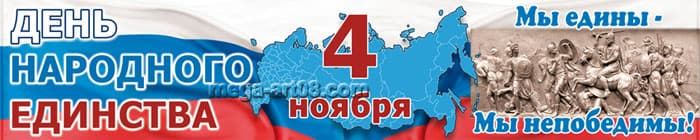 ДЕНЬ
НАРОДНОГО
ЕДИНСТВА
4
ноября
mega-art08.com
Мы едины -
Мы непобедимы!